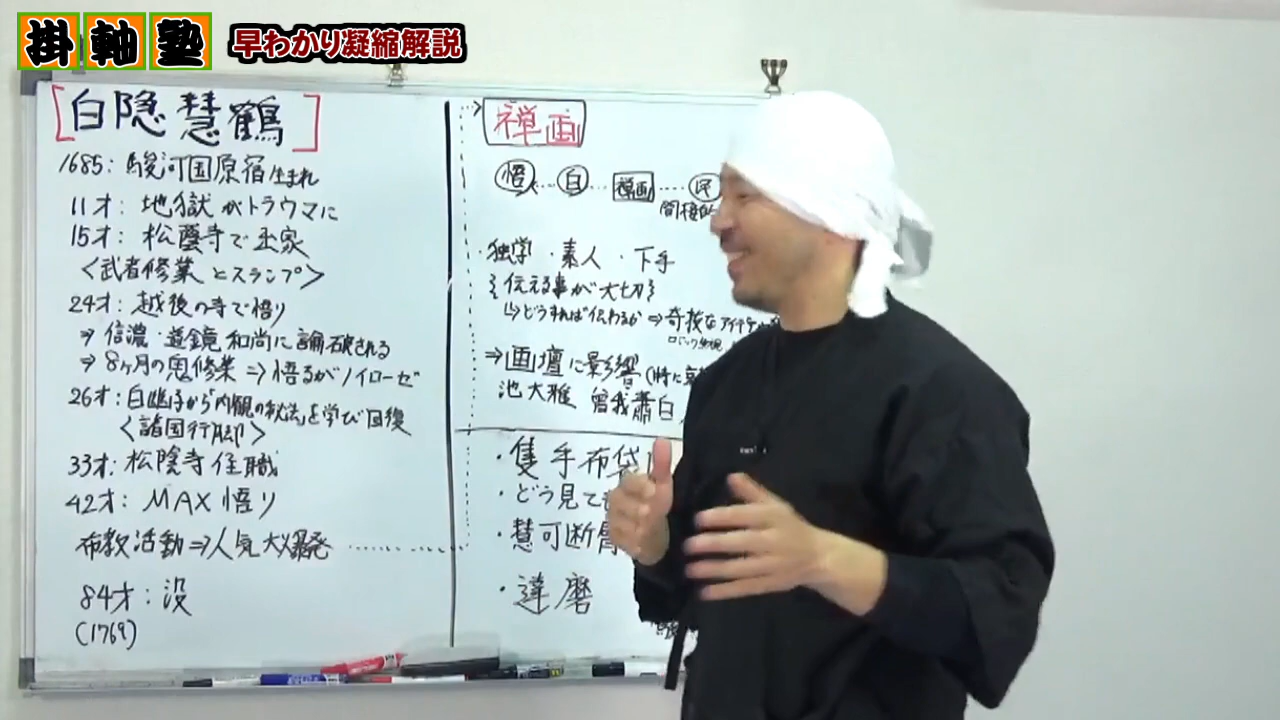 掛軸塾
早わかり凝縮解説
[白隠慧鶴]
1685:駿河国原宿生まれ
11才:地獄がトラウマに
15才:松蔭寺で出家
<武者修業とスランプ>
24才:越後の寺で悟り
⇒信濃・道鏡和尚に論破される
⇒8ヶ月の鬼修業⇒悟るがノイローゼ
26才:白幽子から「内観の秘法」を学び回復
<諸国行脚>
33才:松陰寺住職
42才:MAX悟り
布教活動⇒人気大爆発
84才:没
(1769)
禅画
悟 白 禅画 民
間接的
・独学・素人・下手
伝える事が大切
↳どうすれば伝わるか⇒奇抜な
⇒画壇に影響(特に
池大雅 曾我蕭白
・隻手布袋
・どう見て
・慧可断
・達磨